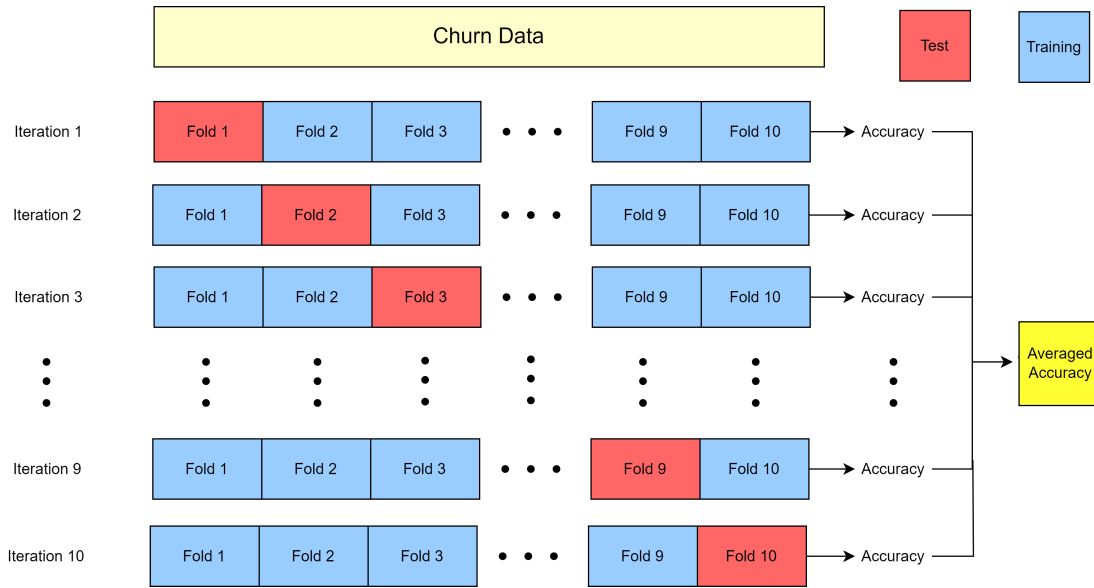 Churn Data
Test
Training
Iteration 1
Fold 1
Fold 2
Fold 3
Fold 9
Fold 10
Accuracy
Iteration 2
Fold 1
Fold 2
Fold 3
Fold 9
Fold 10
Accuracy
Iteration 3
Fold 1
Fold 2
Fold 3
Fold 9
Fold 10
Accuracy
Averaged
Accuracy
Iteration 9
Fold 1
Fold 2
Fold 3
Fold 9
Fold 10
Accuracy
Iteration 10
Fold 1
Fold 2
Fold 3
Fold 9
Fold 10
Accuracy